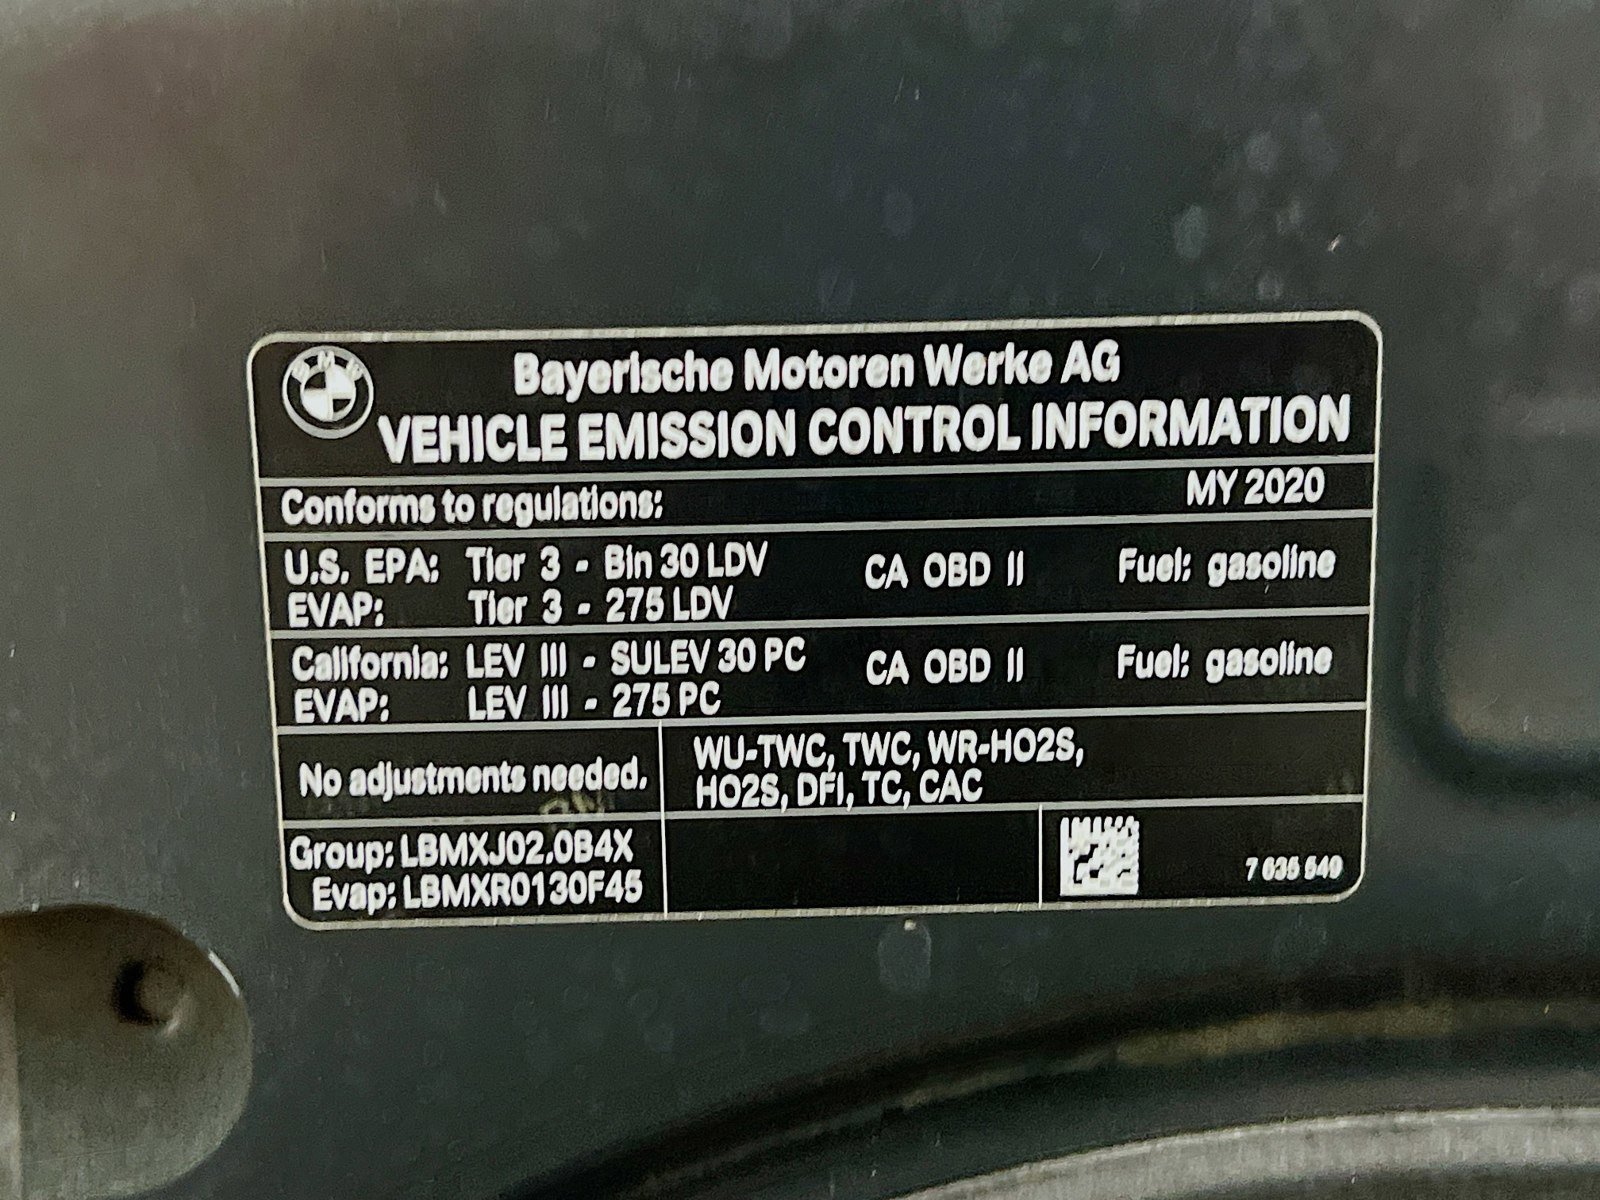 BMW
Bayerische Motoren Werke AG
VEHICLE EMISSION CONTROL INFORMATION
Conforms to regulations: MY 2020
U.S. EPA: Tier 3 - Bin 30 LDV CA OBD II Fuel: gasoline
EVAP: Tier 3 - 275 LDV
California: LEV III - SULEV 30 PC CA OBD II Fuel: gasoline
EVAP: LEV III - 275 PC
No adjustments needed.
WU-TWC, TWC, WR-HO2S,
HO2S, DFI, TC, CAC
Group: LBMXJ02.0B4X
Evap: LBMXR0130F45
7 635 549